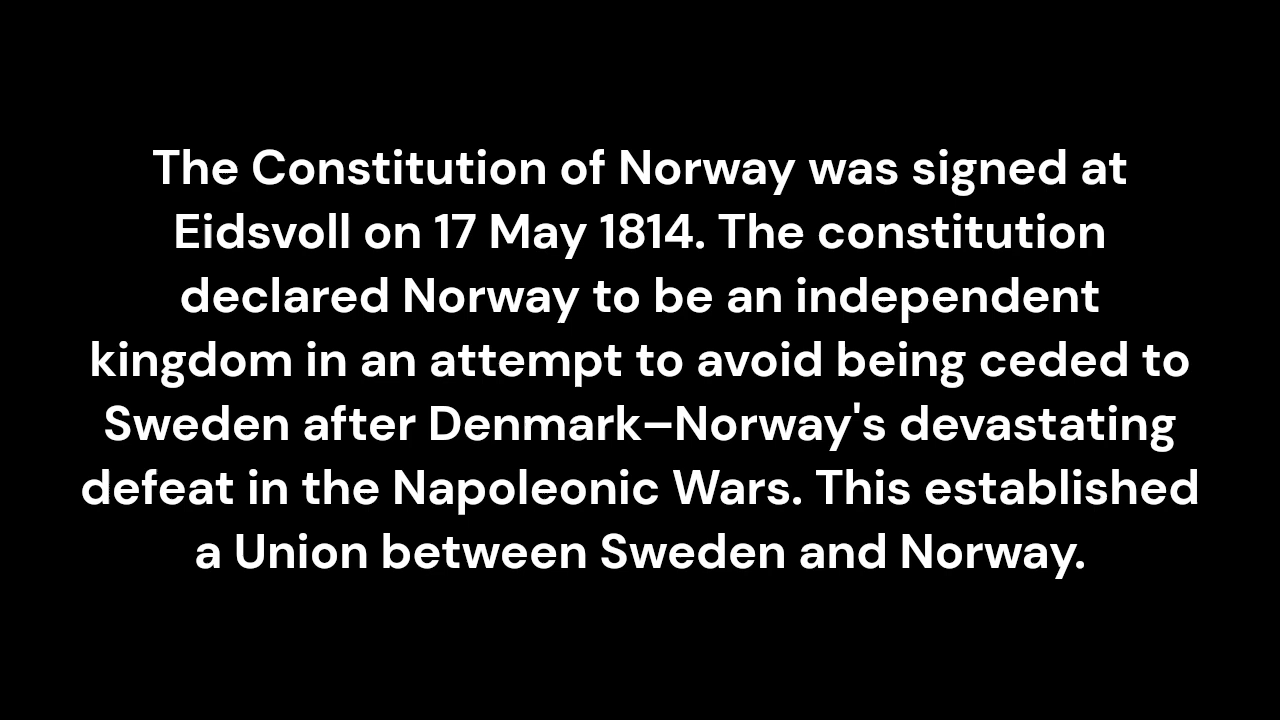 The Constitution of Norway was signed at
Eidsvoll on 17 May 1814. The constitution
declared Norway to be an independent
kingdom in an attempt to avoid being ceded to
Sweden after Denmark–Norway's devastating
defeat in the Napoleonic Wars. This established
a Union between Sweden and Norway.